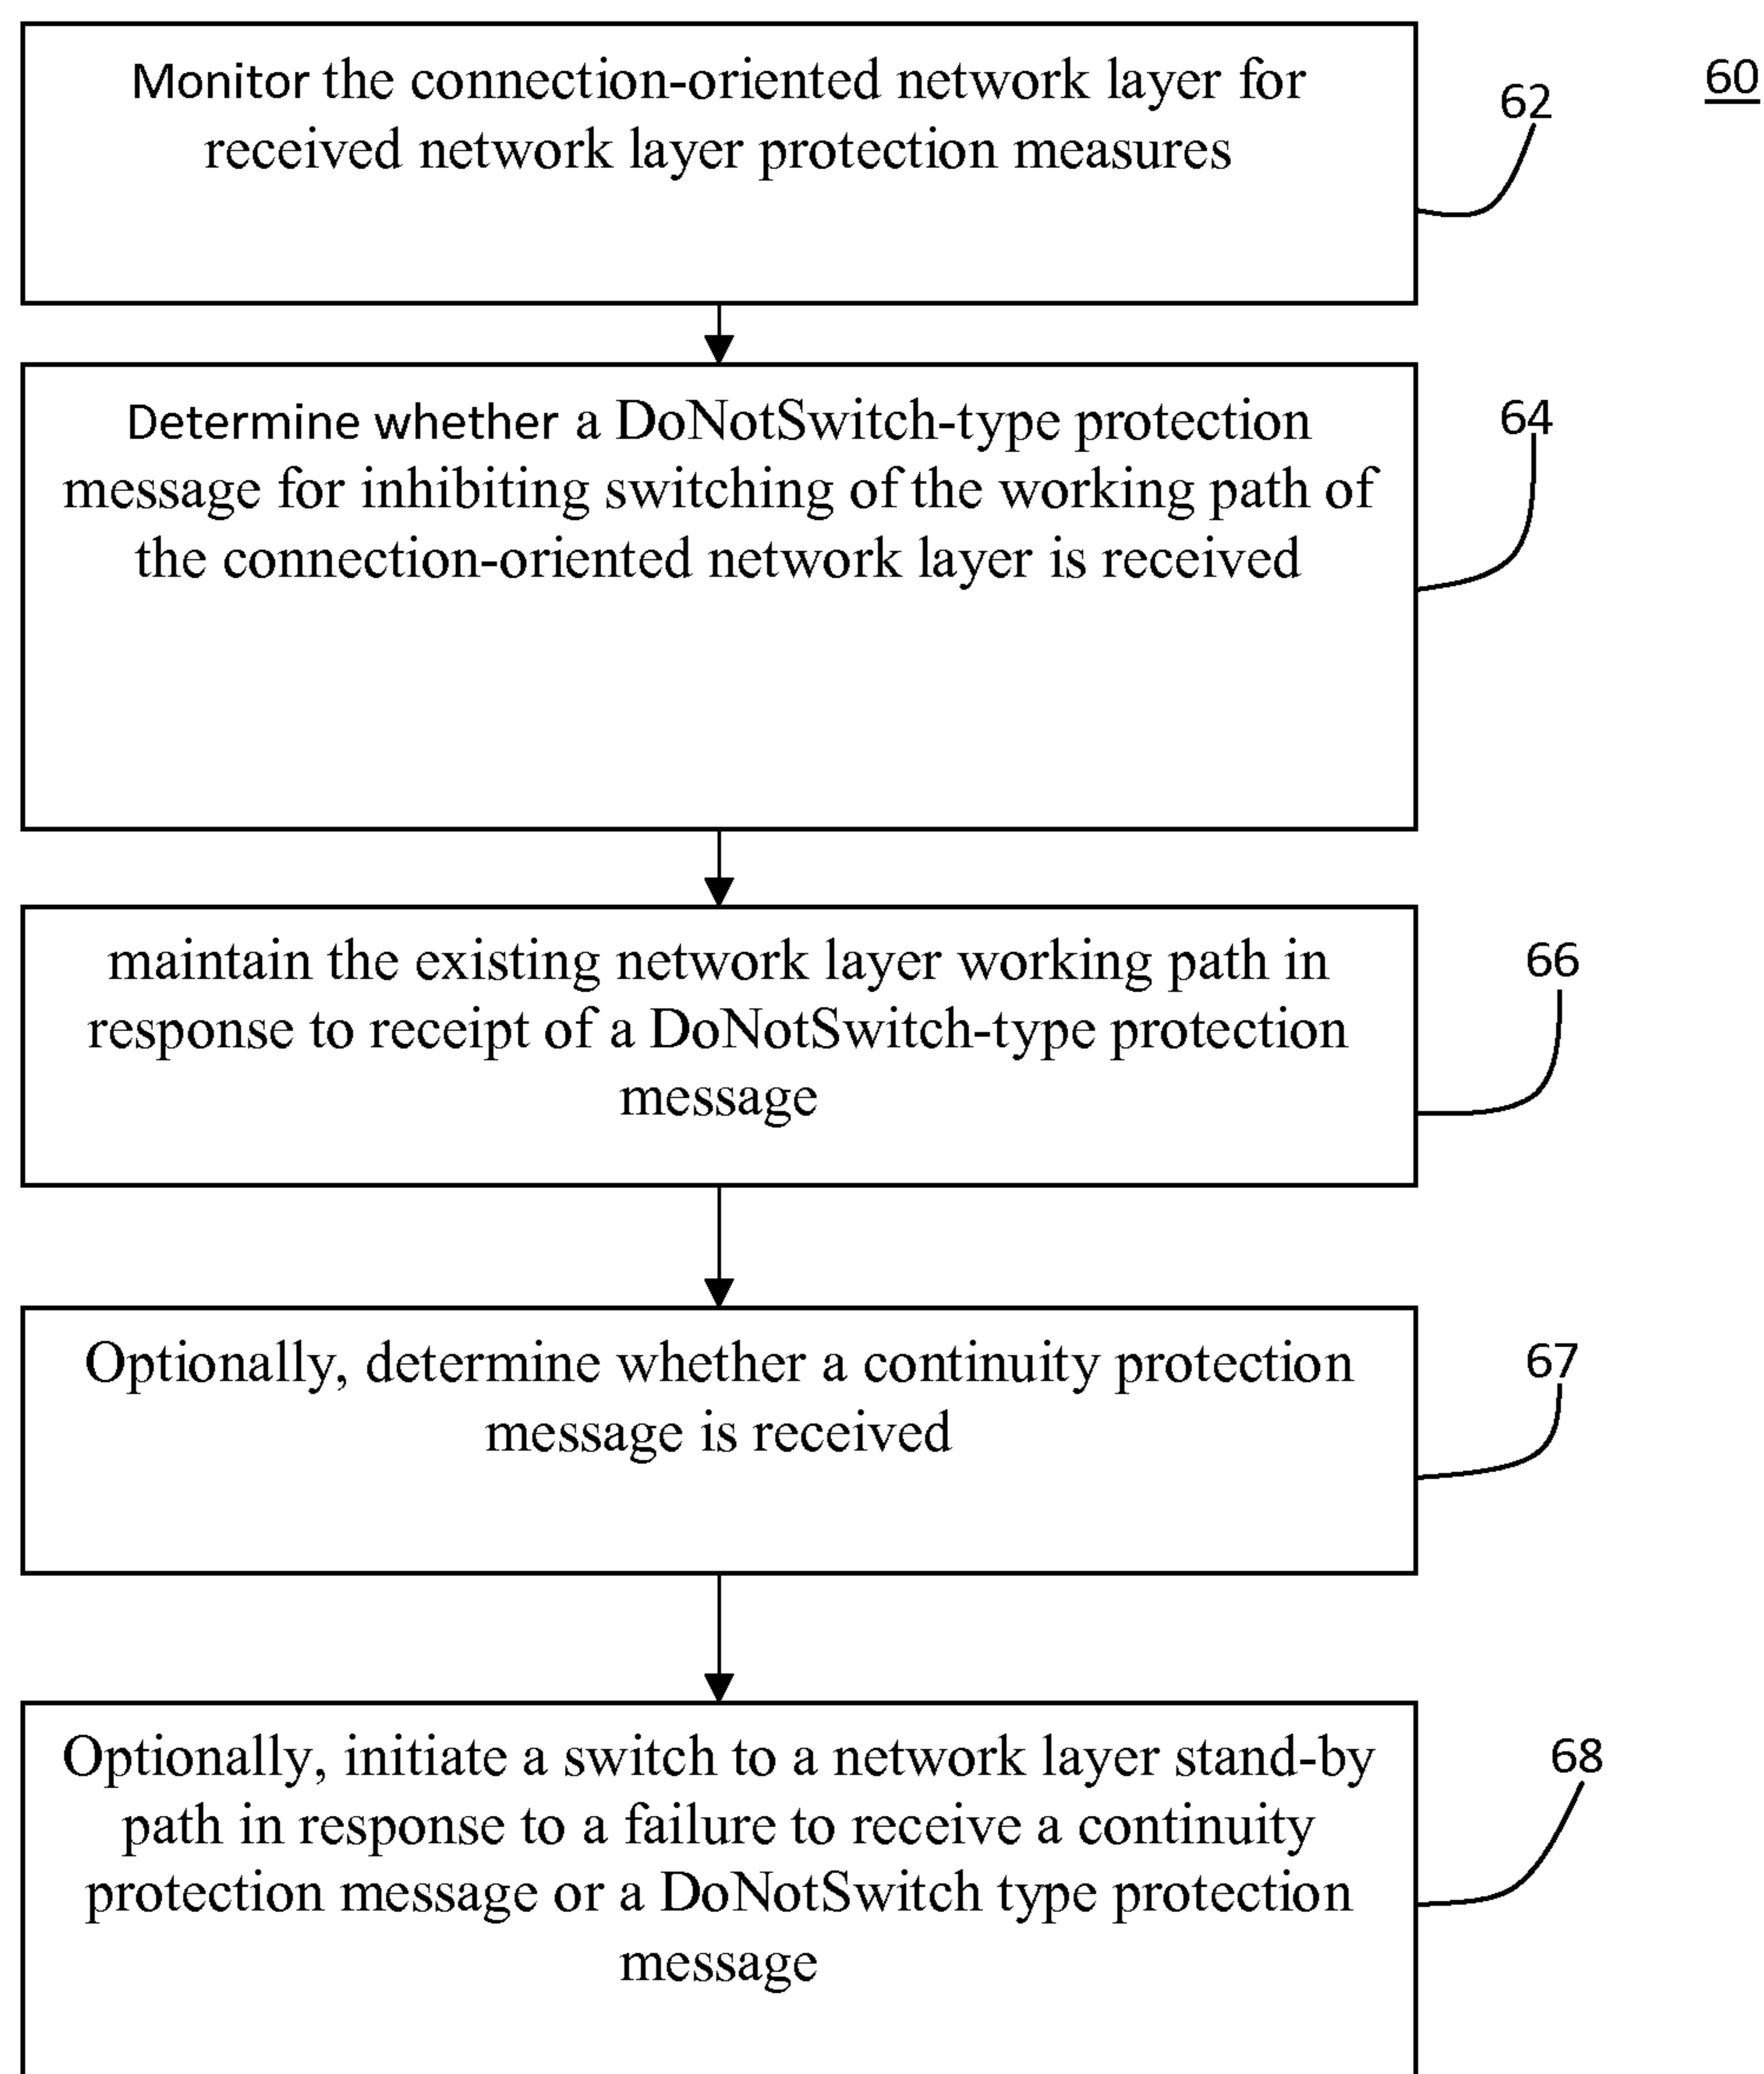 Monitor the connection-oriented network layer for
received network layer protection measures
62
60
Determine whether a DoNotSwitch-type protection
message for inhibiting switching of the working path of
the connection-oriented network layer is received
64
maintain the existing network layer working path in
response to receipt of a DoNotSwitch-type protection
message
66
Optionally, determine whether a continuity protection
message is received
67
Optionally, initiate a switch to a network layer stand-by
path in response to a failure to receive a continuity
protection message or a DoNotSwitch type protection
message
68